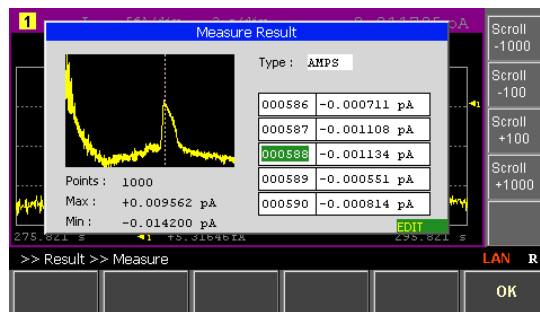 1
Measure Result
Scroll
-1000
Scroll
-100
Scroll
+100
Scroll
+1000
Type : AMPS
000586 -0.000711 pA
000587 -0.001108 pA
000588 -0.001134 pA
000589 -0.000551 pA
000590 -0.000814 pA
Points : 1000
Max : +0.009562 pA
Min : -0.014200 pA
EDIT
275.821 s
295.821 s
>> Result >> Measure
LAN R
OK